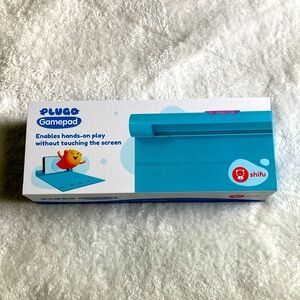 PLUGO
Gamepad
Enables hands-on play
without touching the screen
shifu